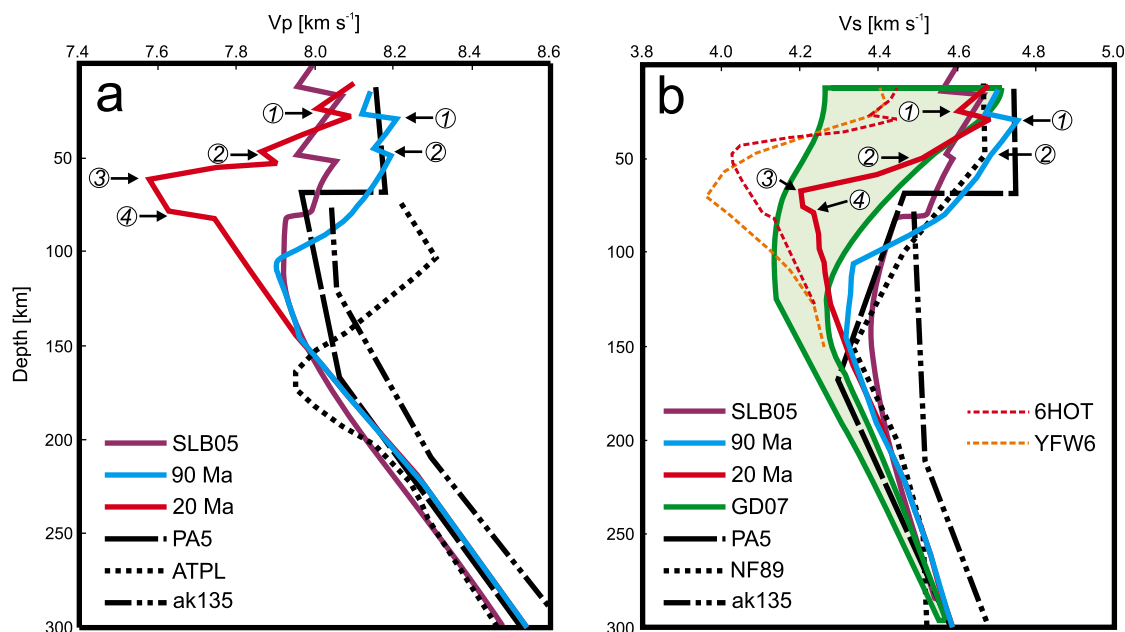 Vp [km s⁻¹]
7.4 7.6 7.8 8.0 8.2 8.4 8.6
a
Depth [km]
50
100
150
200
250
300
1
1
2
2
3
4
SLB05
90 Ma
20 Ma
PA5
ATPL
ak135
Vs [km s⁻¹]
3.8 4.0 4.2 4.4 4.6 4.8 5.0
b
50
100
150
200
250
300
1
1
2
2
3
4
SLB05
90 Ma
20 Ma
GD07
PA5
NF89
ak135
6HOT
YFW6